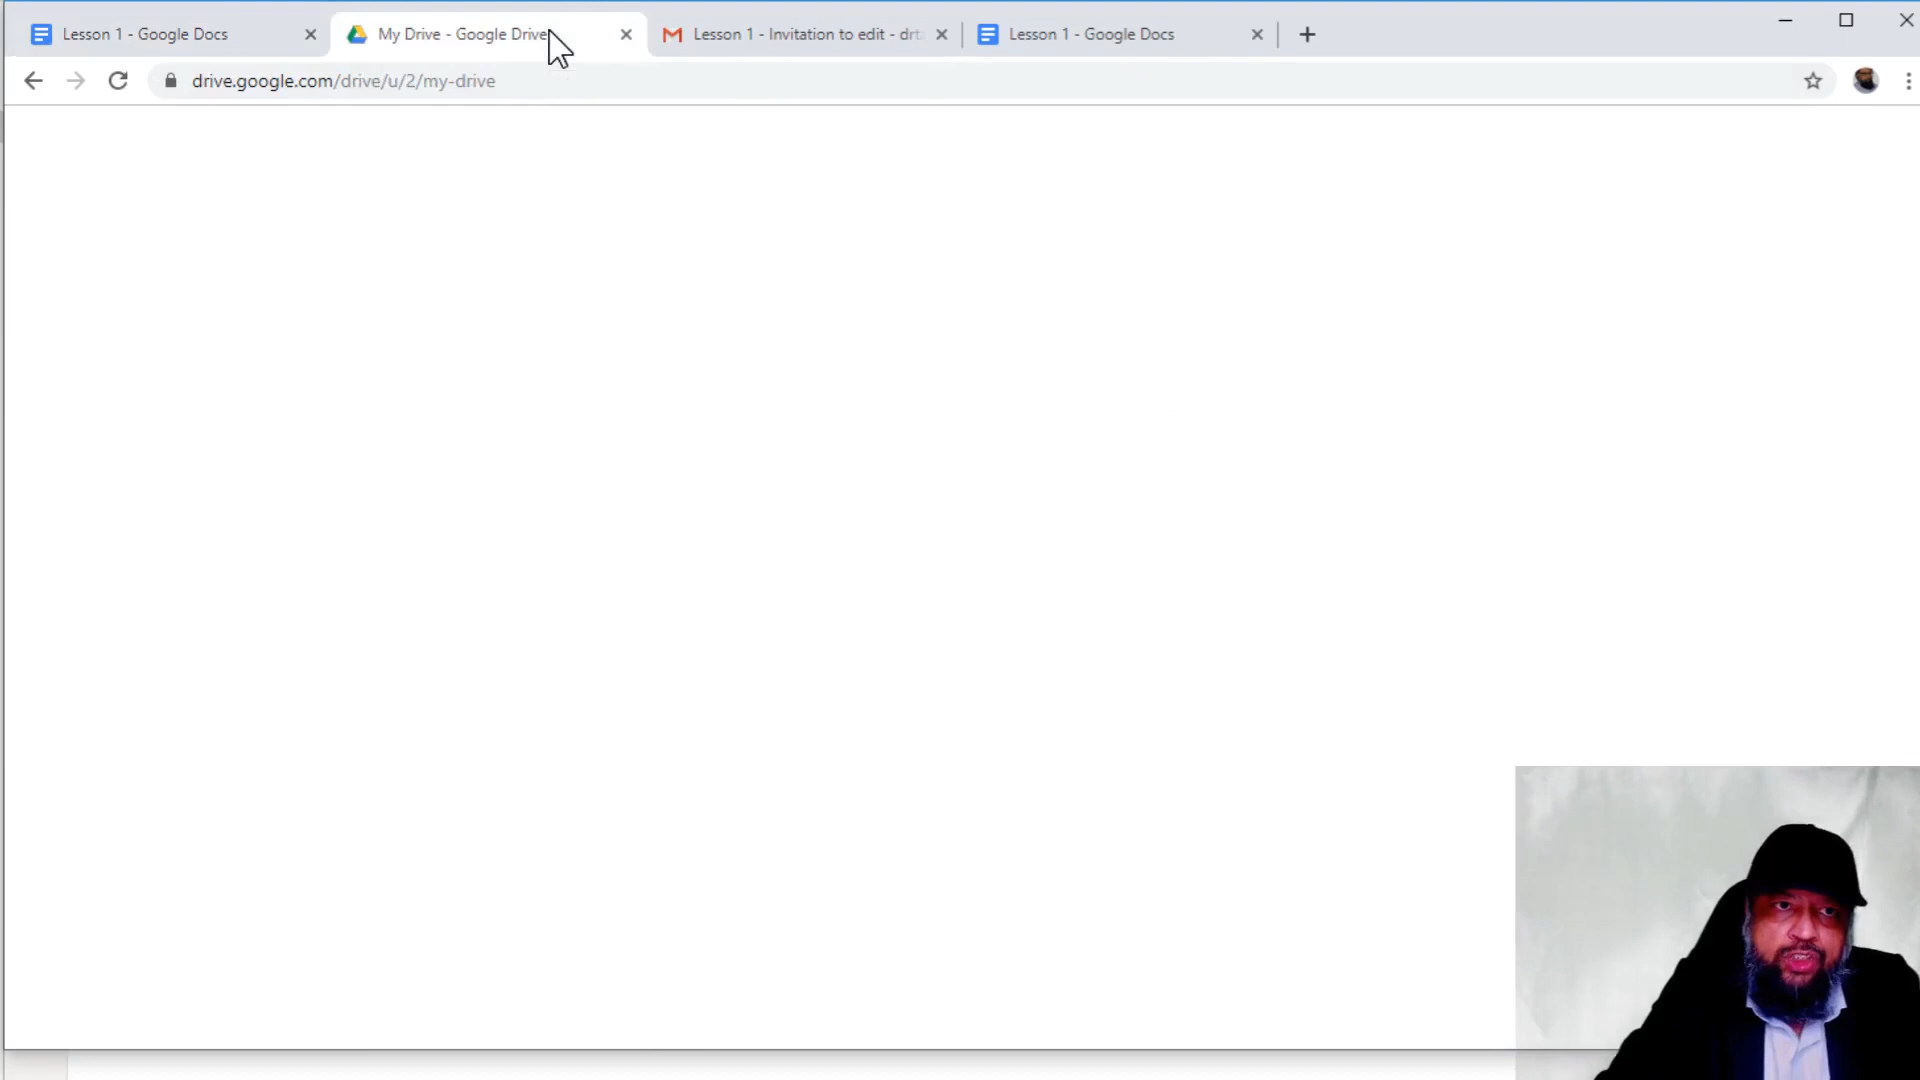 Lesson 1 - Google Docs
My Drive - Google Drive
Lesson 1 - Invitation to edit - drt
Lesson 1 - Google Docs
drive.google.com/drive/u/2/my-drive